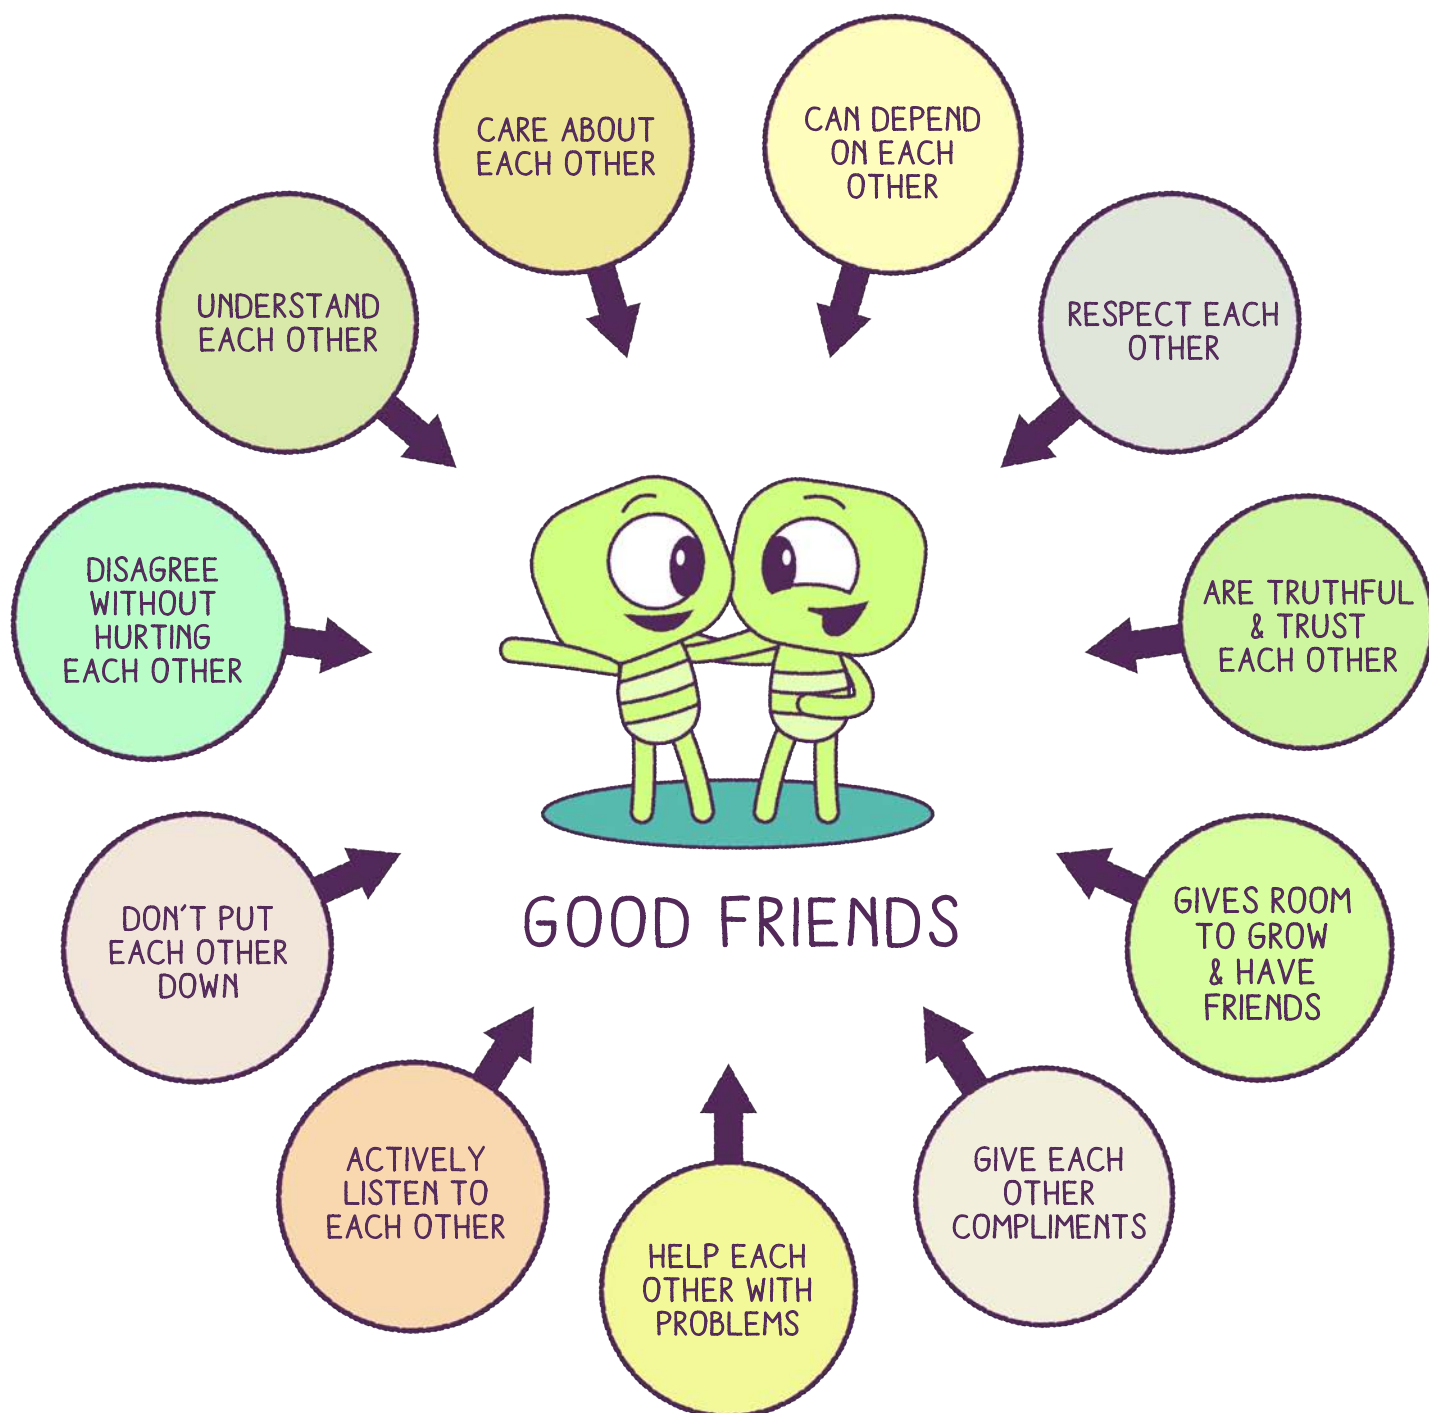 CARE ABOUT
EACH OTHER
CAN DEPEND
ON EACH
OTHER
RESPECT EACH
OTHER
ARE TRUTHFUL
& TRUST
EACH OTHER
GIVES ROOM
TO GROW
& HAVE
FRIENDS
GIVE EACH
OTHER
COMPLIMENTS
HELP EACH
OTHER WITH
PROBLEMS
ACTIVELY
LISTEN TO
EACH OTHER
DON'T PUT
EACH OTHER
DOWN
DISAGREE
WITHOUT
HURTING
EACH OTHER
UNDERSTAND
EACH OTHER
GOOD FRIENDS